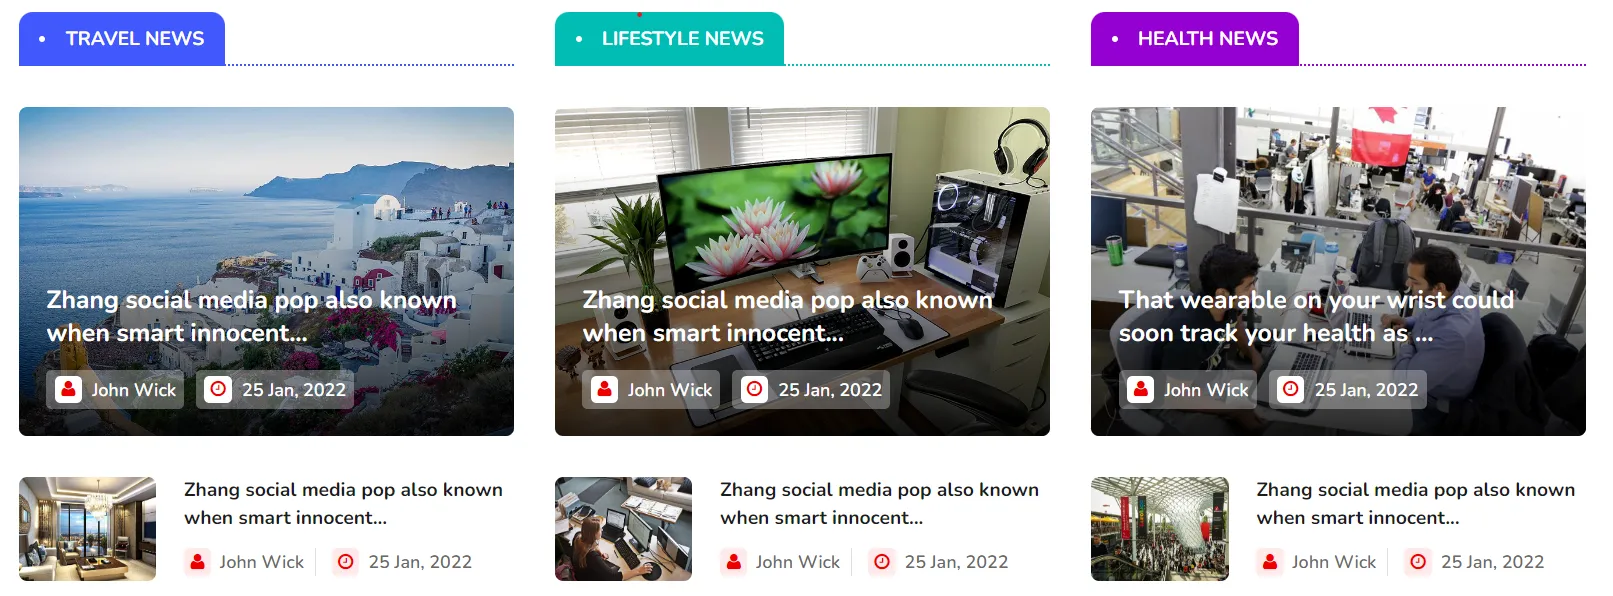 TRAVEL NEWS
Zhang social media pop also known
when smart innocent...
John Wick
25 Jan, 2022
Zhang social media pop also known
when smart innocent...
John Wick
25 Jan, 2022
LIFESTYLE NEWS
Zhang social media pop also known
when smart innocent...
John Wick
25 Jan, 2022
Zhang social media pop also known
when smart innocent...
John Wick
25 Jan, 2022
HEALTH NEWS
That wearable on your wrist could
soon track your health as ...
John Wick
25 Jan, 2022
Zhang social media pop also known
when smart innocent...
John Wick
25 Jan, 2022